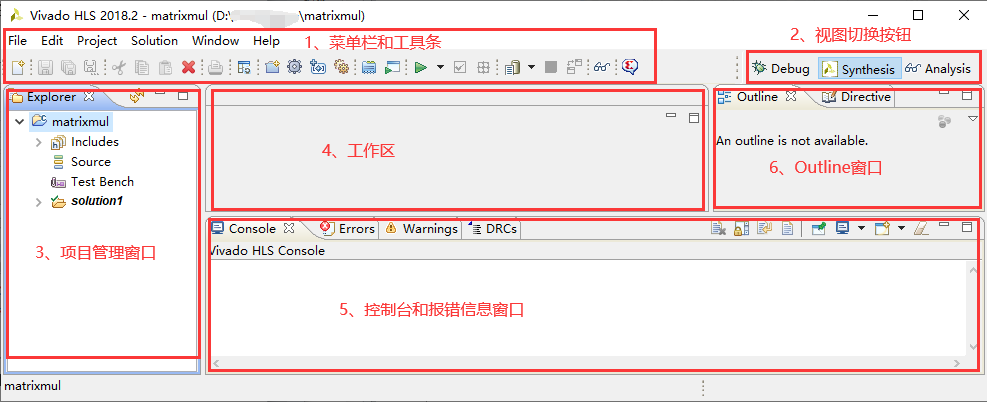 Vivado HLS 2018.2 - matrixmul (D:\ \matrixmul)
File Edit Project Solution Window Help
1、菜单栏和工具条
2、视图切换按钮
Debug Synthesis Analysis
Explorer
matrixmul
Includes
Source
Test Bench
solution1
3、项目管理窗口
4、工作区
Outline Directive
An outline is not available.
6、Outline窗口
Console Errors Warnings DRCs
Vivado HLS Console
5、控制台和报错信息窗口
matrixmul